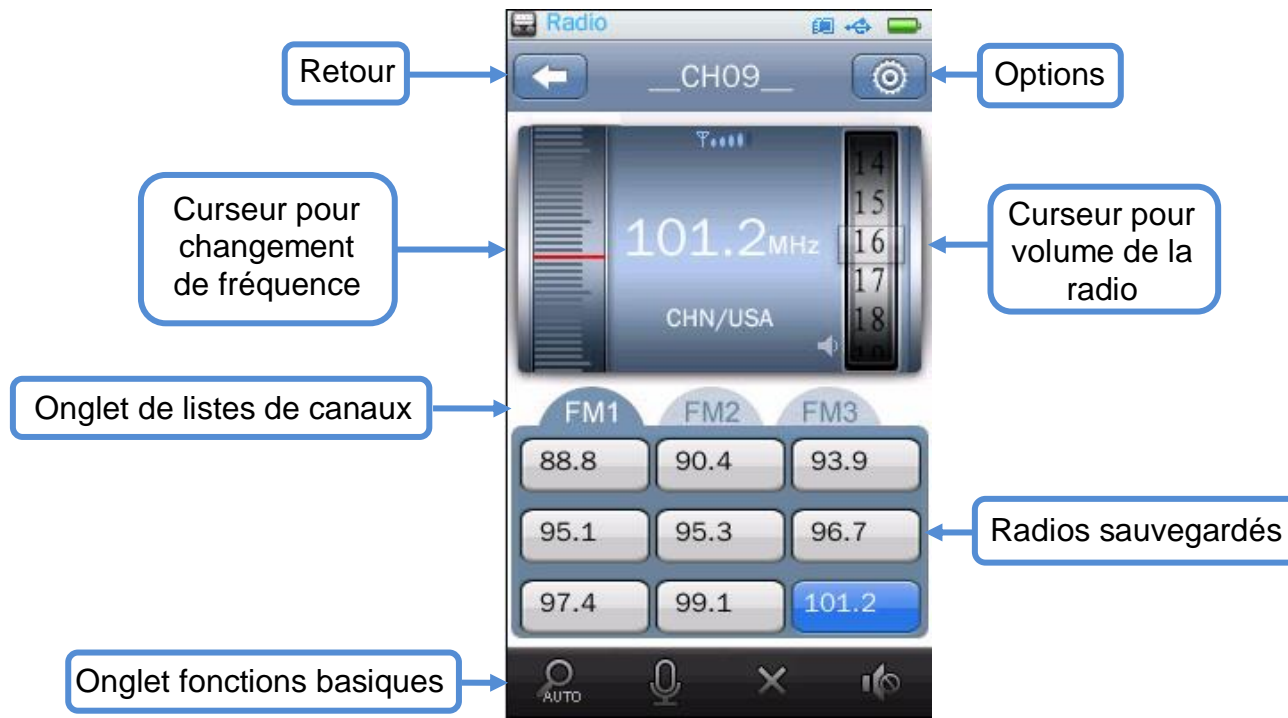 Radio
Retour
__CH09__
Options
14
15
16
17
18
19
Curseur pour
changement
de fréquence
101.2MHz
CHN/USA
Curseur pour
volume de la
radio
Onglet de listes de canaux
FM1 FM2 FM3
88.8 90.4 93.9
95.1 95.3 96.7
97.4 99.1 101.2
Radios sauvegardés
Onglet fonctions basiques
AUTO